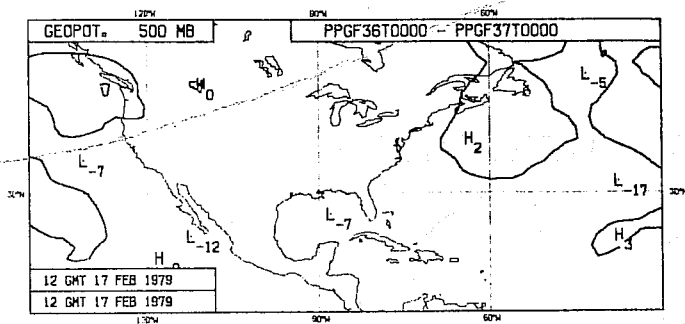 120°W 90°W 60°W
GEOPOT. 500 MB PPGF36T0000 - PPGF37T0000
L-5
H0
H2
L-7
30°N L-17 30°N
L-7
L-12
H3
H
12 GMT 17 FEB 1979
12 GMT 17 FEB 1979
120°W 90°W 60°W